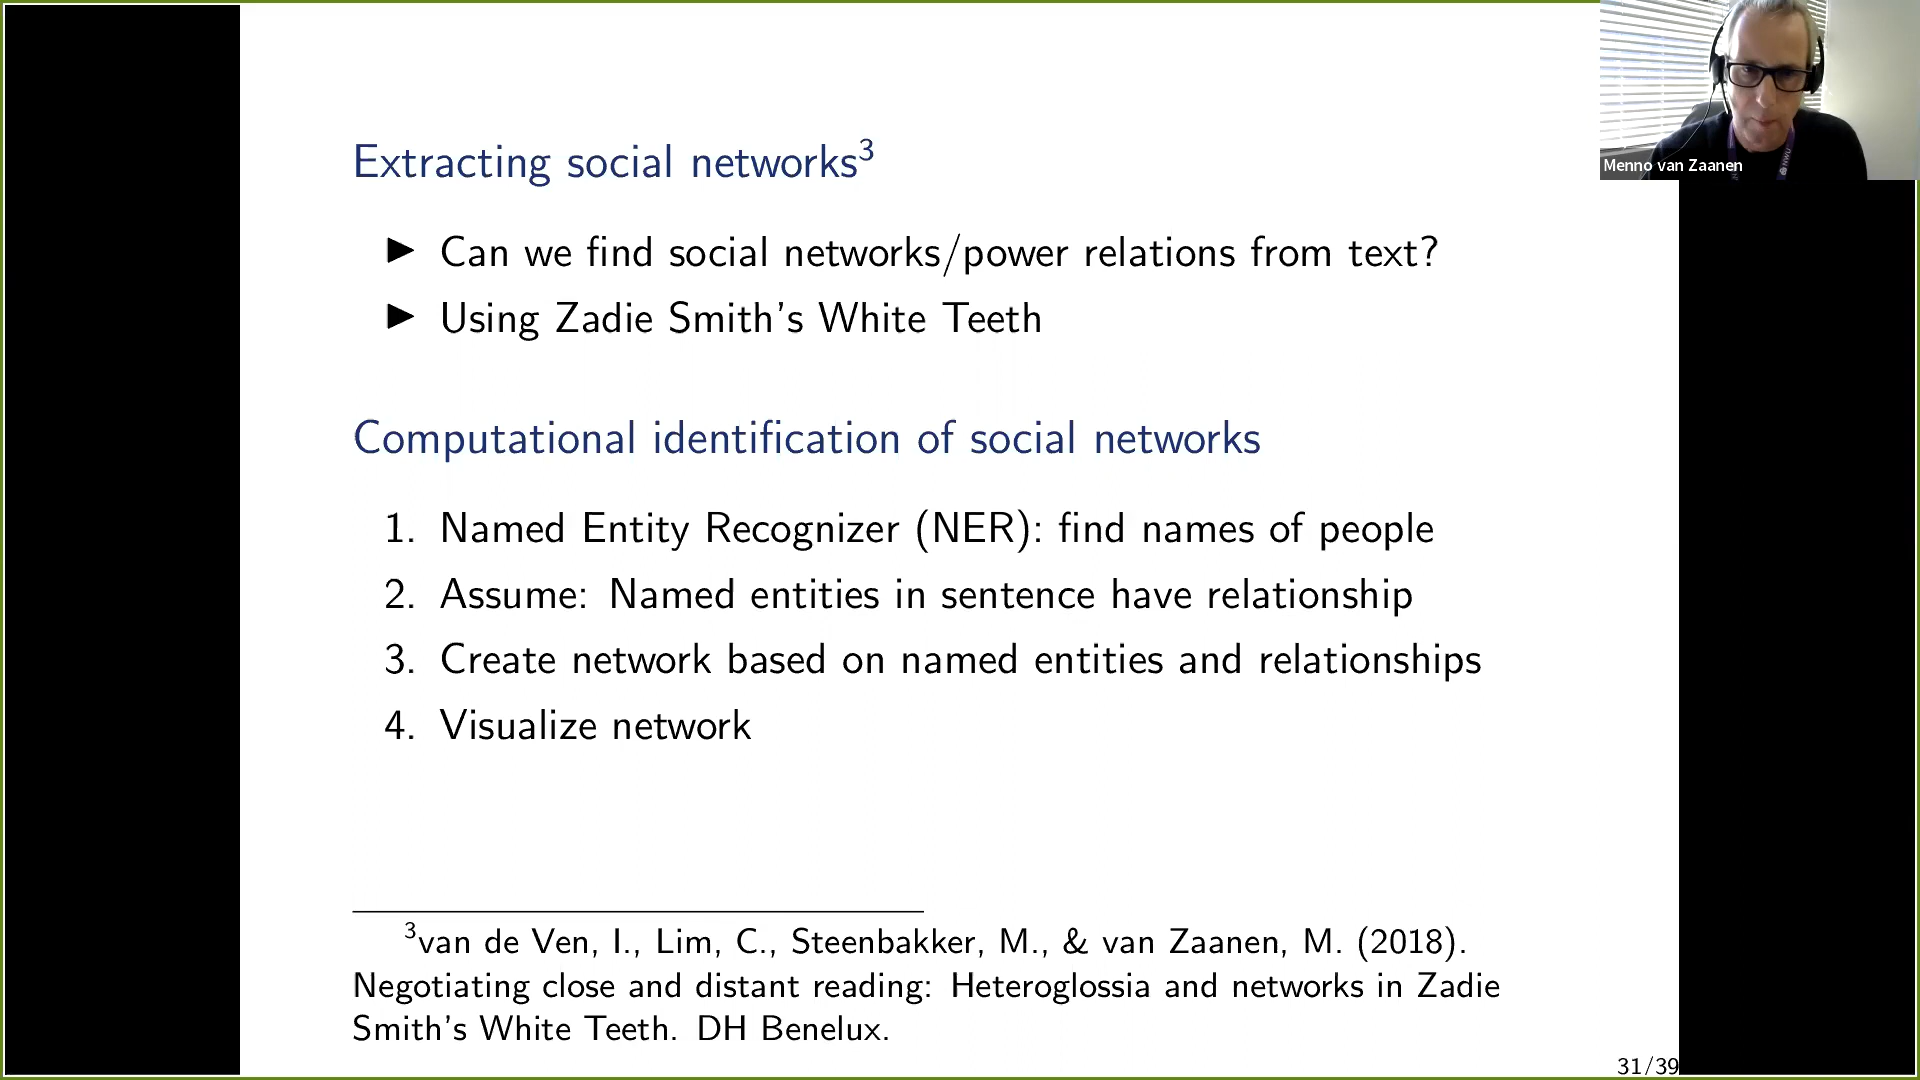 Extracting social networks3
▶ Can we find social networks/power relations from text?
▶ Using Zadie Smith's White Teeth
Computational identification of social networks
1. Named Entity Recognizer (NER): find names of people
2. Assume: Named entities in sentence have relationship
3. Create network based on named entities and relationships
4. Visualize network
3van de Ven, I., Lim, C., Steenbakker, M., & van Zaanen, M. (2018).
Negotiating close and distant reading: Heteroglossia and networks in Zadie
Smith's White Teeth. DH Benelux.
31/39
Menno van Zaanen
NWU